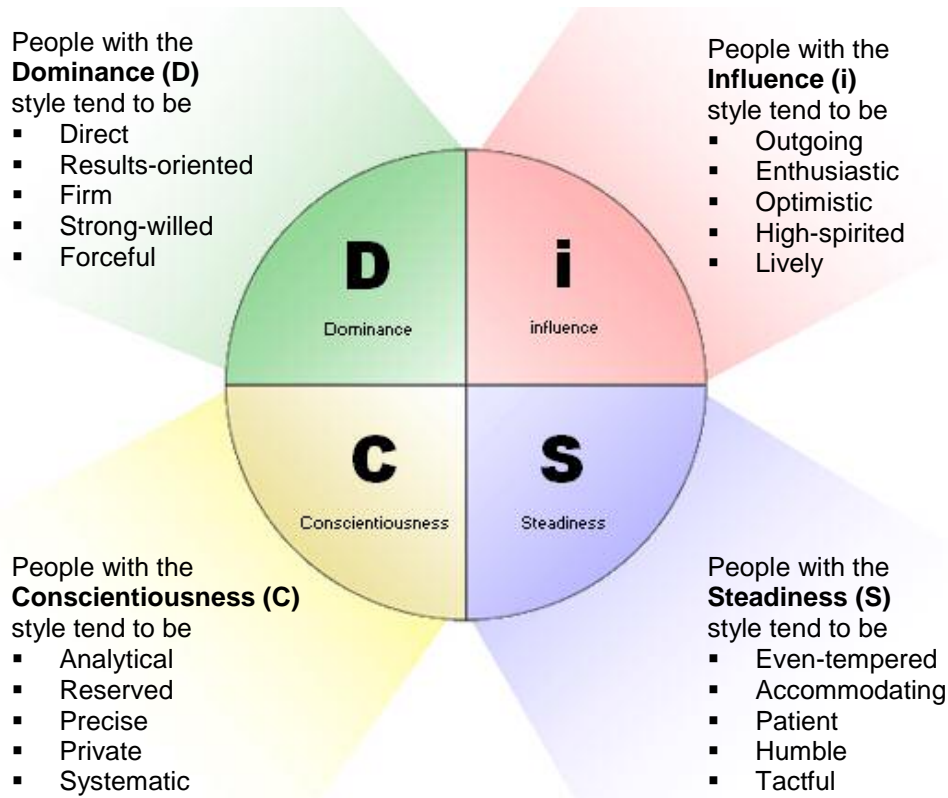 People with the
Dominance (D)
style tend to be
▪ Direct
▪ Results-oriented
▪ Firm
▪ Strong-willed
▪ Forceful
People with the
Influence (i)
style tend to be
▪ Outgoing
▪ Enthusiastic
▪ Optimistic
▪ High-spirited
▪ Lively
D
Dominance
i
influence
C
Conscientiousness
S
Steadiness
People with the
Conscientiousness (C)
style tend to be
▪ Analytical
▪ Reserved
▪ Precise
▪ Private
▪ Systematic
People with the
Steadiness (S)
style tend to be
▪ Even-tempered
▪ Accommodating
▪ Patient
▪ Humble
▪ Tactful